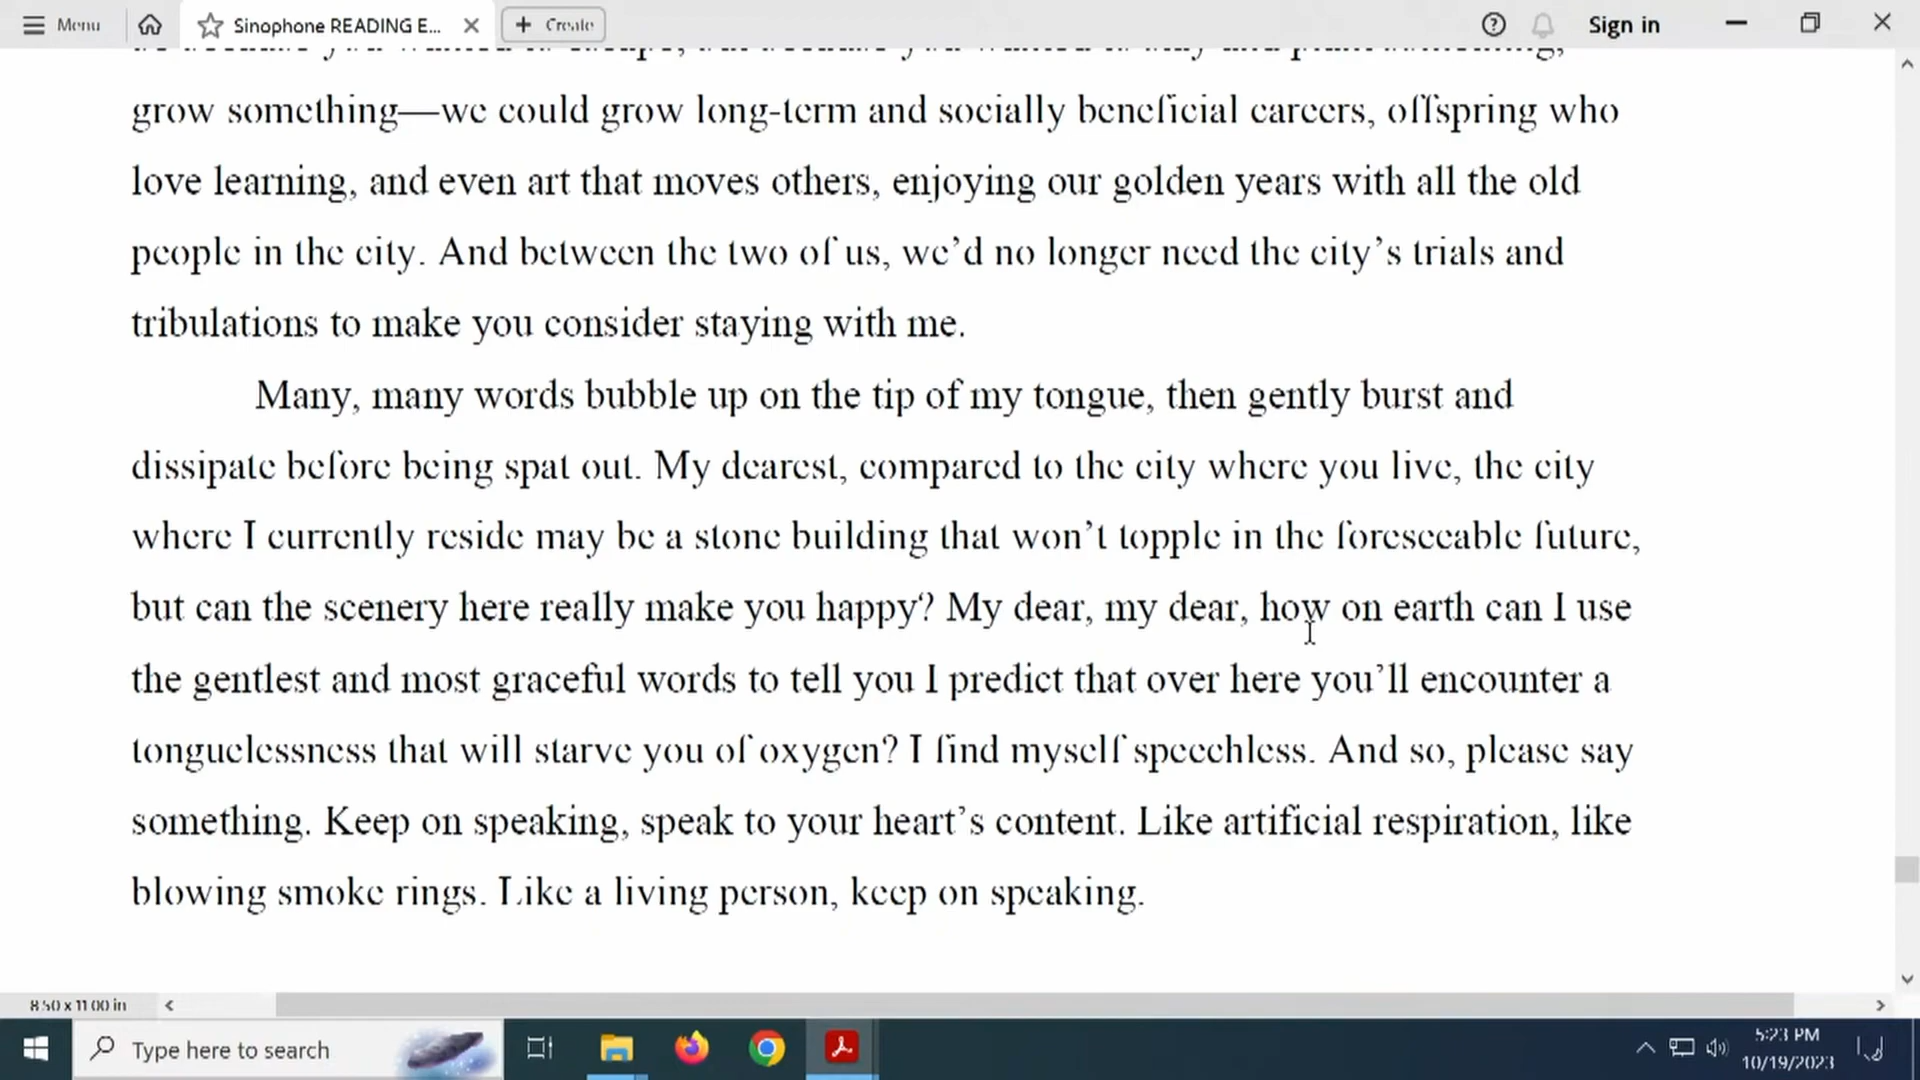 Menu
Sinophone READING E...
Create
Sign in
grow something—we could grow long-term and socially beneficial careers, offspring who
love learning, and even art that moves others, enjoying our golden years with all the old
people in the city. And between the two of us, we’d no longer need the city’s trials and
tribulations to make you consider staying with me.
Many, many words bubble up on the tip of my tongue, then gently burst and
dissipate before being spat out. My dearest, compared to the city where you live, the city
where I currently reside may be a stone building that won’t topple in the foreseeable future,
but can the scenery here really make you happy? My dear, my dear, how on earth can I use
the gentlest and most graceful words to tell you I predict that over here you’ll encounter a
tonguelessness that will starve you of oxygen? I find myself speechless. And so, please say
something. Keep on speaking, speak to your heart’s content. Like artificial respiration, like
blowing smoke rings. Like a living person, keep on speaking.
8.50 x 11.00 in
Type here to search
5:23 PM
10/19/2023